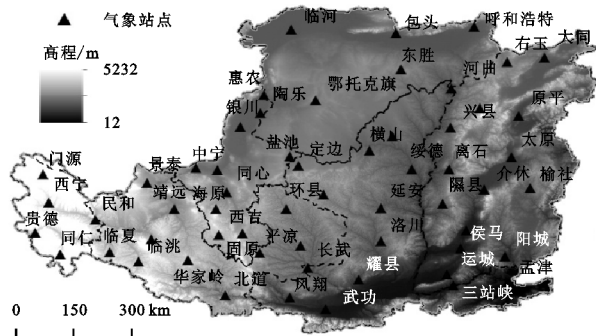 气象站点
高程/m
5232
12
临河
包头
呼和浩特
右玉
大同
东胜
河曲
惠农
陶乐
鄂托克旗
银川
兴县
原平
横山
盐池
定边
绥德
离石
太原
门源
西宁
景泰
中宁
同心
海原
环县
延安
隰县
介休
榆社
民和
靖远
贵德
同仁
临夏
临洮
西吉
固原
平凉
长武
洛川
侯马
阳城
耀县
运城
孟津
华家岭
北道
凤翔
武功
三站峡
0 150 300 km